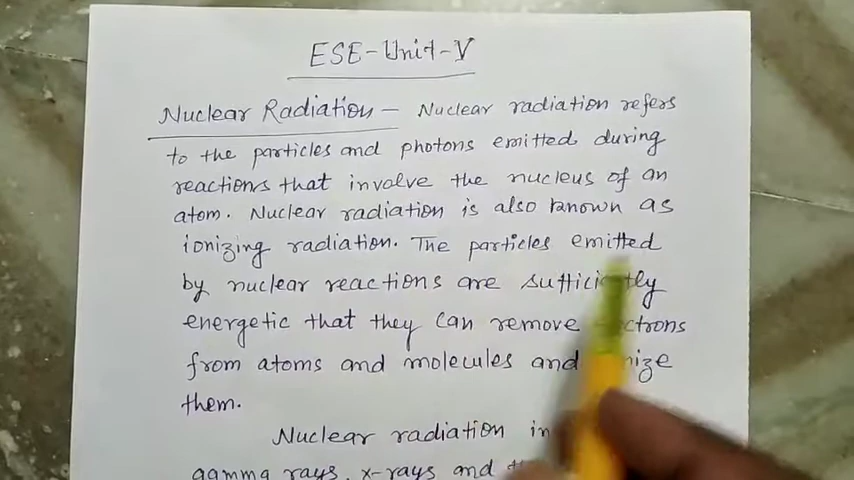 ESE-Unit-V
Nuclear Radiation — Nuclear radiation refers
to the particles and photons emitted during
reactions that involve the nucleus of an
atom. Nuclear radiation is also known as
ionizing radiation. The particles emitted
by nuclear reactions are
energetic that they can remove
from atoms and molecules and
them.
Nuclear radiation
gamma rays, x-rays and